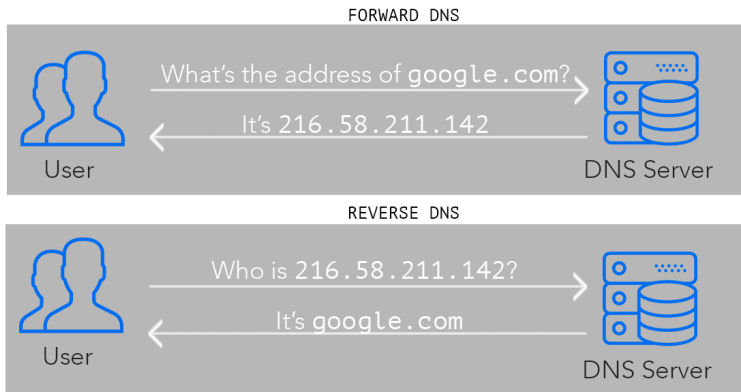 FORWARD DNS
What's the address of google.com?
It's 216.58.211.142
User
DNS Server
REVERSE DNS
Who is 216.58.211.142?
It's google.com
User
DNS Server